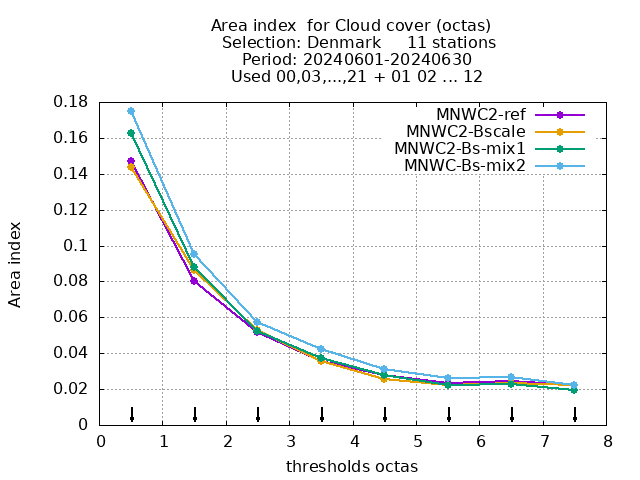 Area index  for Cloud cover (octas)
Selection: Denmark     11 stations
Period: 20240601-20240630
Used 00,03,...,21 + 01 02 ... 12
MNWC2-ref
MNWC2-Bscale
MNWC2-Bs-mix1
MNWC-Bs-mix2
0.18
0.16
0.14
0.12
0.1
0.08
0.06
0.04
0.02
0
Area index
0 1 2 3 4 5 6 7 8
thresholds octas